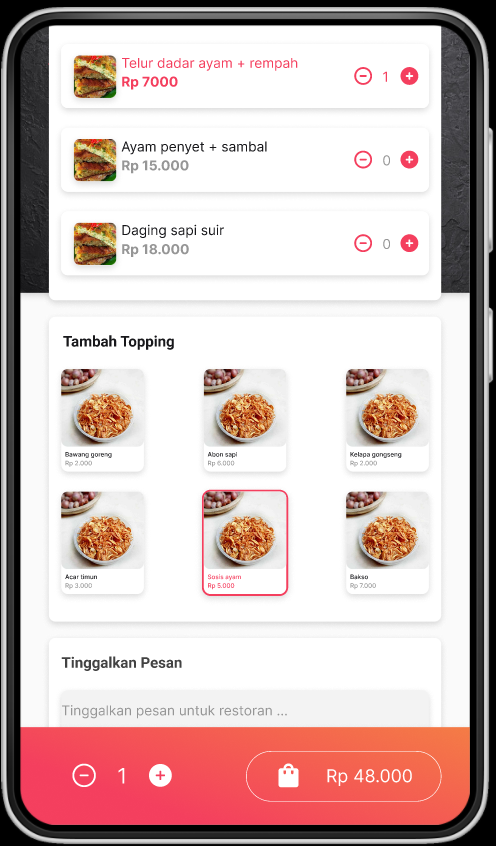 Telur dadar ayam + rempah
Rp 7000
1
Ayam penyet + sambal
Rp 15.000
0
Daging sapi suir
Rp 18.000
0
Tambah Topping
Bawang goreng
Rp 2.000
Abon sapi
Rp 6.000
Kelapa gongseng
Rp 2.000
Acar timun
Rp 3.000
Sosis ayam
Rp 5.000
Bakso
Rp 7.000
Tinggalkan Pesan
Tinggalkan pesan untuk restoran ...
1
Rp 48.000